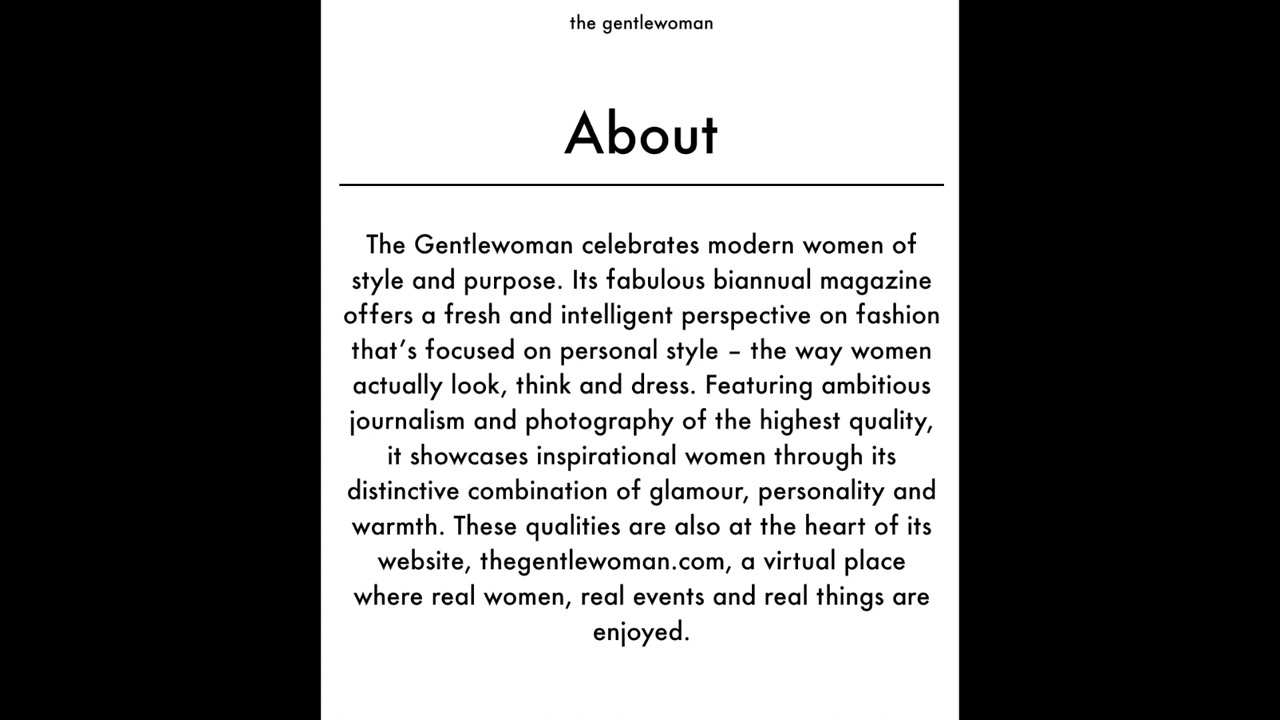 the gentlewoman
About
The Gentlewoman celebrates modern women of
style and purpose. Its fabulous biannual magazine
offers a fresh and intelligent perspective on fashion
that’s focused on personal style – the way women
actually look, think and dress. Featuring ambitious
journalism and photography of the highest quality,
it showcases inspirational women through its
distinctive combination of glamour, personality and
warmth. These qualities are also at the heart of its
website, thegentlewoman.com, a virtual place
where real women, real events and real things are
enjoyed.